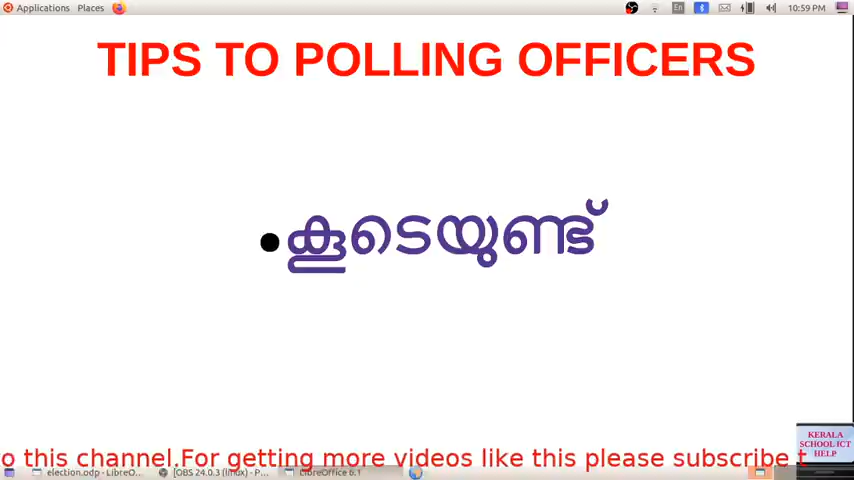 Applications Places En 10:59 PM
TIPS TO POLLING OFFICERS
•കൂടെയുണ്ട്
KERALA
SCHOOL ICT
HELP
o this channel.For getting more videos like this please subscribe t
election.odp - LibreO... [OBS 24.0.3 (linux) - P... LibreOffice 6.1